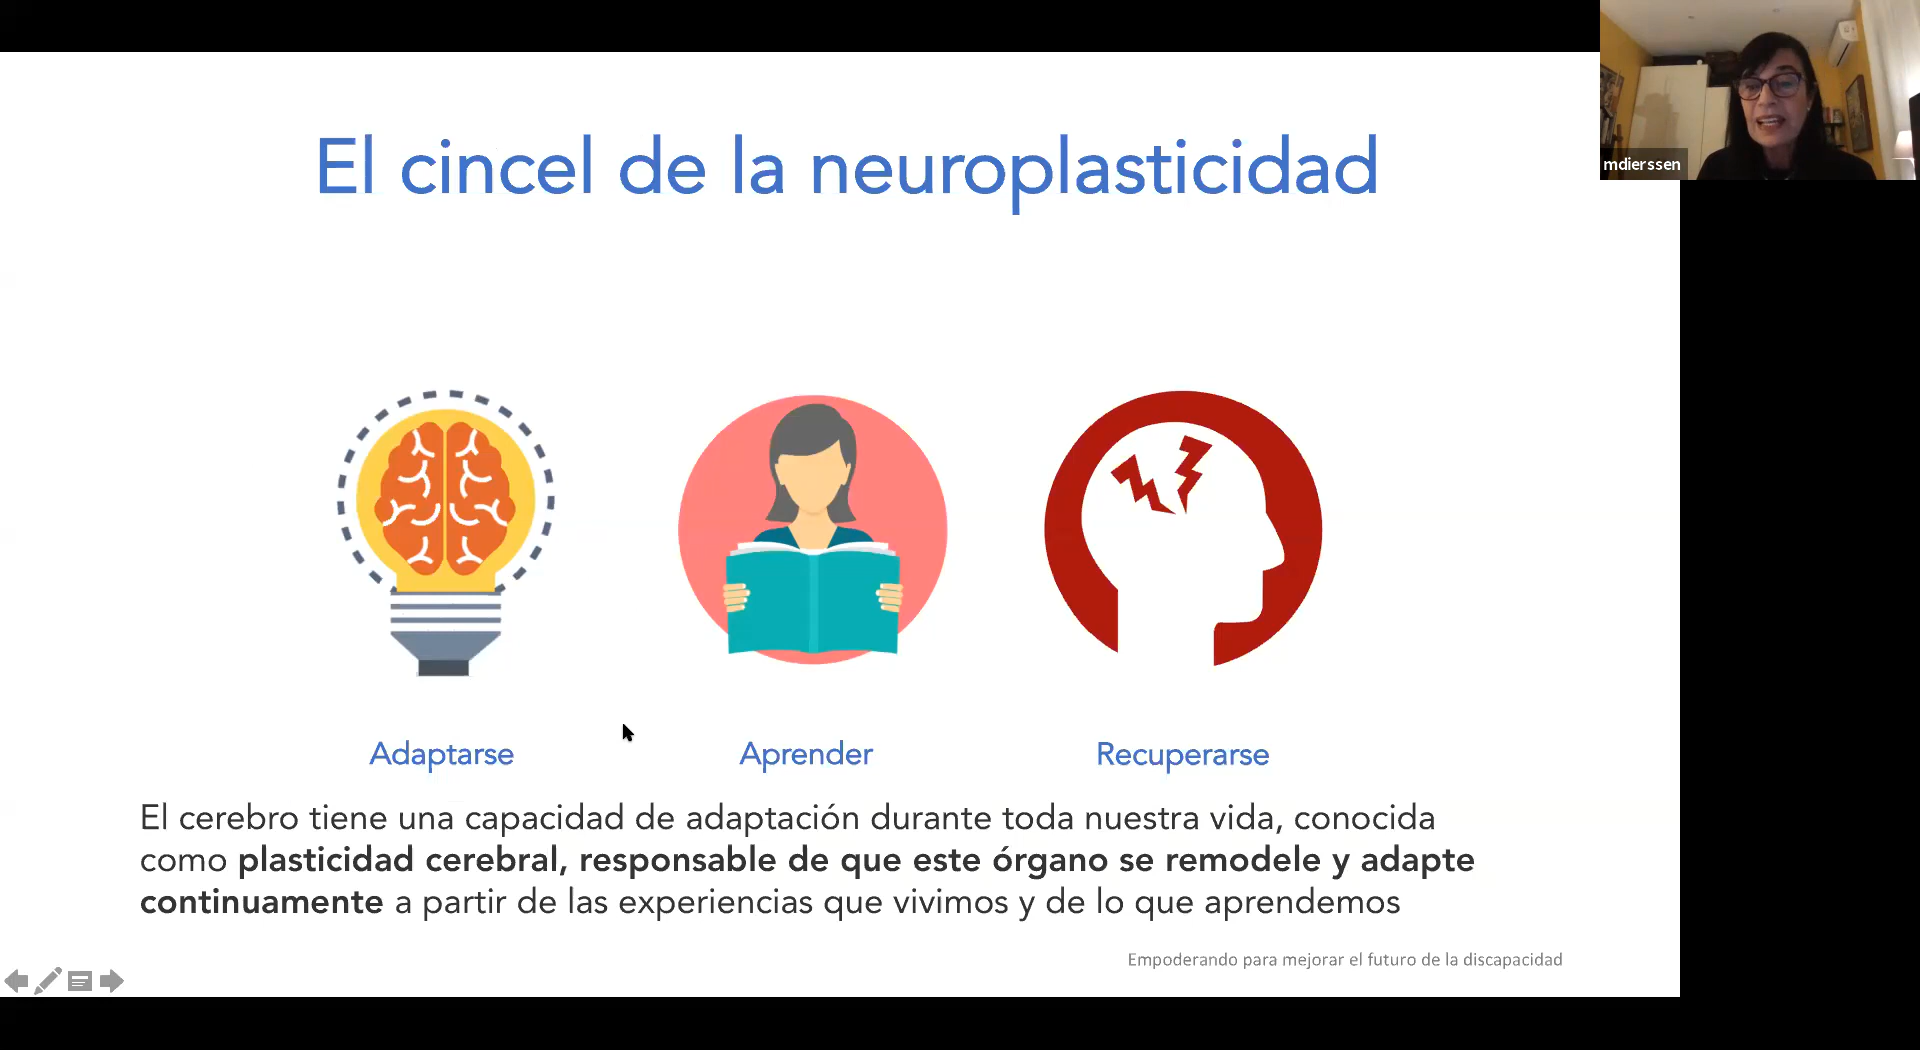 El cincel de la neuroplasticidad
mdierssen
Adaptarse
Aprender
Recuperarse
El cerebro tiene una capacidad de adaptación durante toda nuestra vida, conocida
como plasticidad cerebral, responsable de que este órgano se remodele y adapte
continuamente a partir de las experiencias que vivimos y de lo que aprendemos
Empoderando para mejorar el futuro de la discapacidad